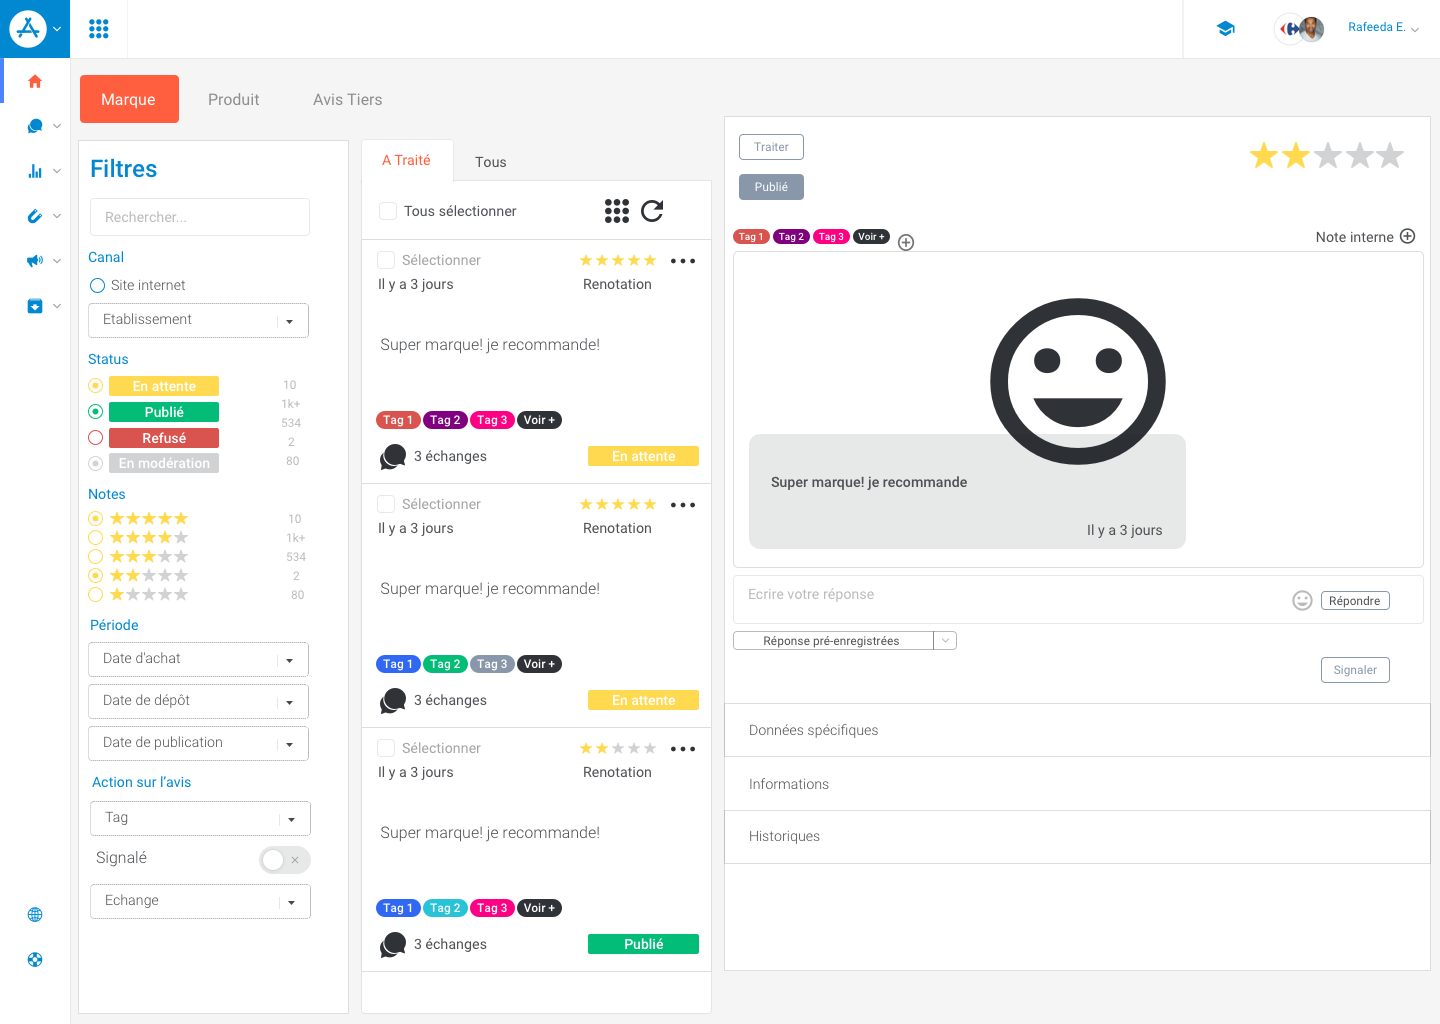 Rafeeda E.
Marque
Produit
Avis Tiers
Filtres
Rechercher...
Canal
Site internet
Etablissement
Status
En attente
10
Publié
1k+
534
Refusé
2
En modération
80
Notes
10
1k+
534
2
80
Période
Date d'achat
Date de dépôt
Date de publication
Action sur l'avis
Tag
Signalé
Echange
A Traité
Tous
Tous sélectionner
Sélectionner
Il y a 3 jours
Renotation
Super marque! je recommande!
Tag 1 Tag 2 Tag 3 Voir +
3 échanges
En attente
Sélectionner
Il y a 3 jours
Renotation
Super marque! je recommande!
Tag 1 Tag 2 Tag 3 Voir +
3 échanges
En attente
Sélectionner
Il y a 3 jours
Renotation
Super marque! je recommande!
Tag 1 Tag 2 Tag 3 Voir +
3 échanges
Publié
Traiter
Publié
Tag 1 Tag 2 Tag 3 Voir +
Note interne
Super marque! je recommande
Il y a 3 jours
Ecrire votre réponse
Répondre
Réponse pré-enregistrées
Signaler
Données spécifiques
Informations
Historiques